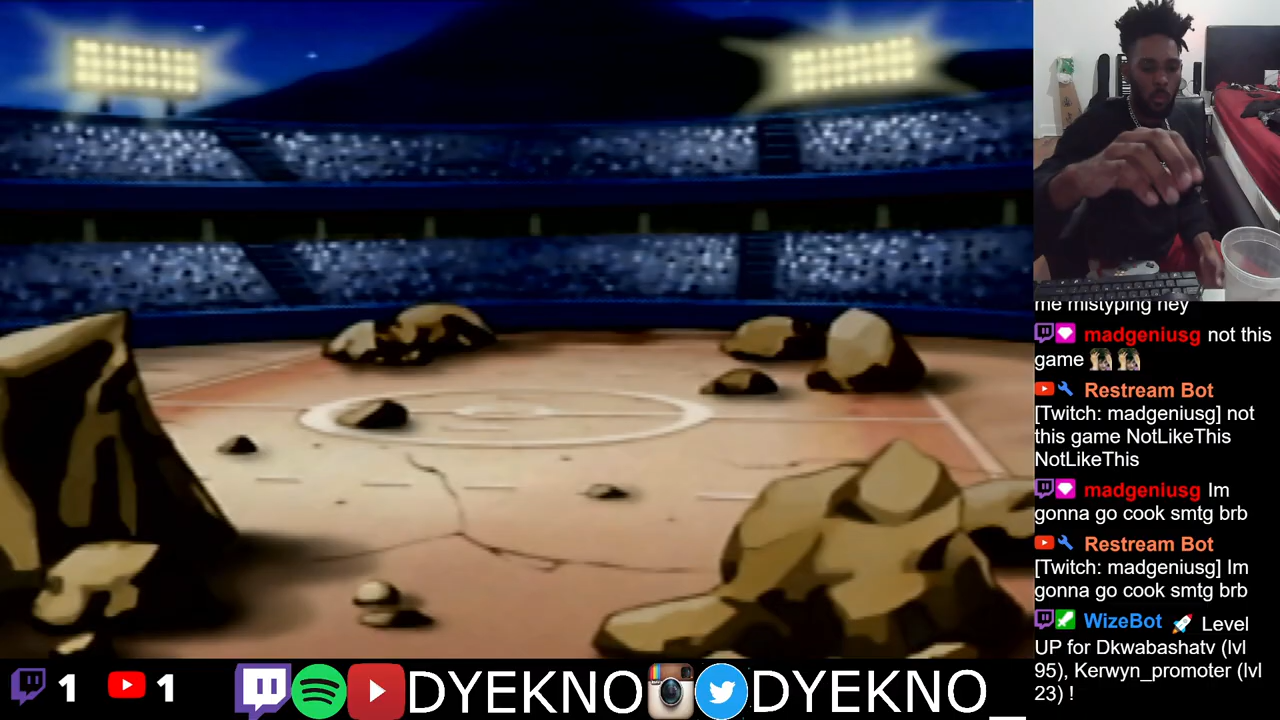 me mistyping hey
madgeniusg not this
game
Restream Bot
[Twitch: madgeniusg] not
this game NotLikeThis
NotLikeThis
madgeniusg Im
gonna go cook smtg brb
Restream Bot
[Twitch: madgeniusg] Im
gonna go cook smtg brb
WizeBot Level
UP for Dkwabashatv (lvl
95), Kerwyn_promoter (lvl
23) !
1 1 DYEKNO DYEKNO_